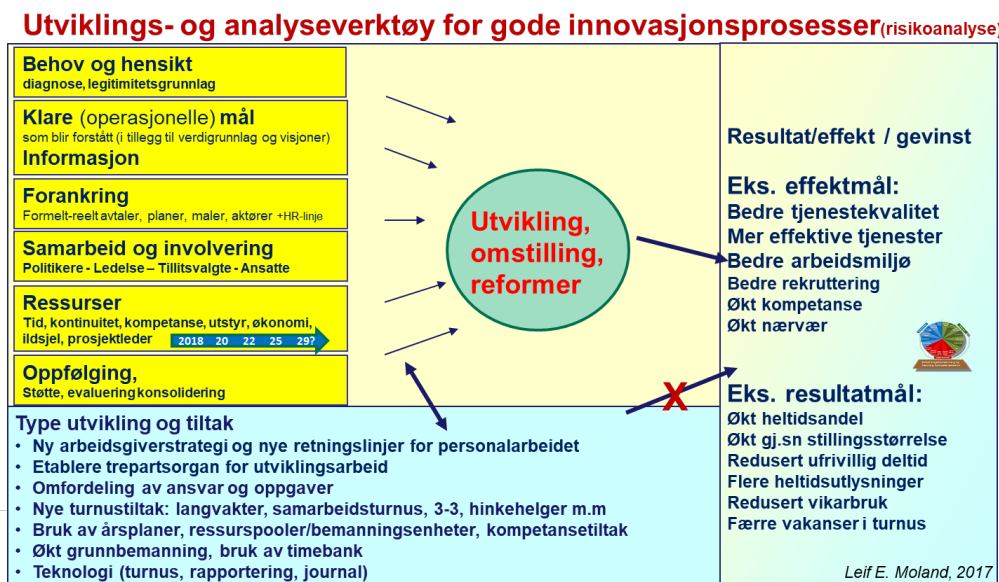 Utviklings- og analyseverktøy for gode innovasjonsprosesser(risikoanalyse)
Behov og hensikt
diagnose, legitimitetsgrunnlag
Klare (operasjonelle) mål
som blir forstått (i tillegg til verdigrunnlag og visjoner)
Informasjon
Forankring
Formelt-reelt avtaler, planer, maler, aktører +HR-linje
Samarbeid og involvering
Politikere - Ledelse – Tillitsvalgte - Ansatte
Ressurser
Tid, kontinuitet, kompetanse, utstyr, økonomi,
ildsjel, prosjektleder
2018 20 22 25 29?
Oppfølging,
Støtte, evaluering konsolidering
Utvikling,
omstilling,
reformer
X
Type utvikling og tiltak
• Ny arbeidsgiverstrategi og nye retningslinjer for personalarbeidet
• Etablere trepartsorgan for utviklingsarbeid
• Omfordeling av ansvar og oppgaver
• Nye turnustiltak: langvakter, samarbeidsturnus, 3-3, hinkehelger m.m
• Bruk av årsplaner, ressurspooler/bemanningsenheter, kompetansetiltak
• Økt grunnbemanning, bruk av timebank
• Teknologi (turnus, rapportering, journal)
Resultat/effekt / gevinst
Eks. effektmål:
Bedre tjenestekvalitet
Mer effektive tjenester
Bedre arbeidsmiljø
Bedre rekruttering
Økt kompetanse
Økt nærvær
Eks. resultatmål:
Økt heltidsandel
Økt gj.sn stillingsstørrelse
Redusert ufrivillig deltid
Flere heltidsutlysninger
Redusert vikarbruk
Færre vakanser i turnus
Leif E. Moland, 2017